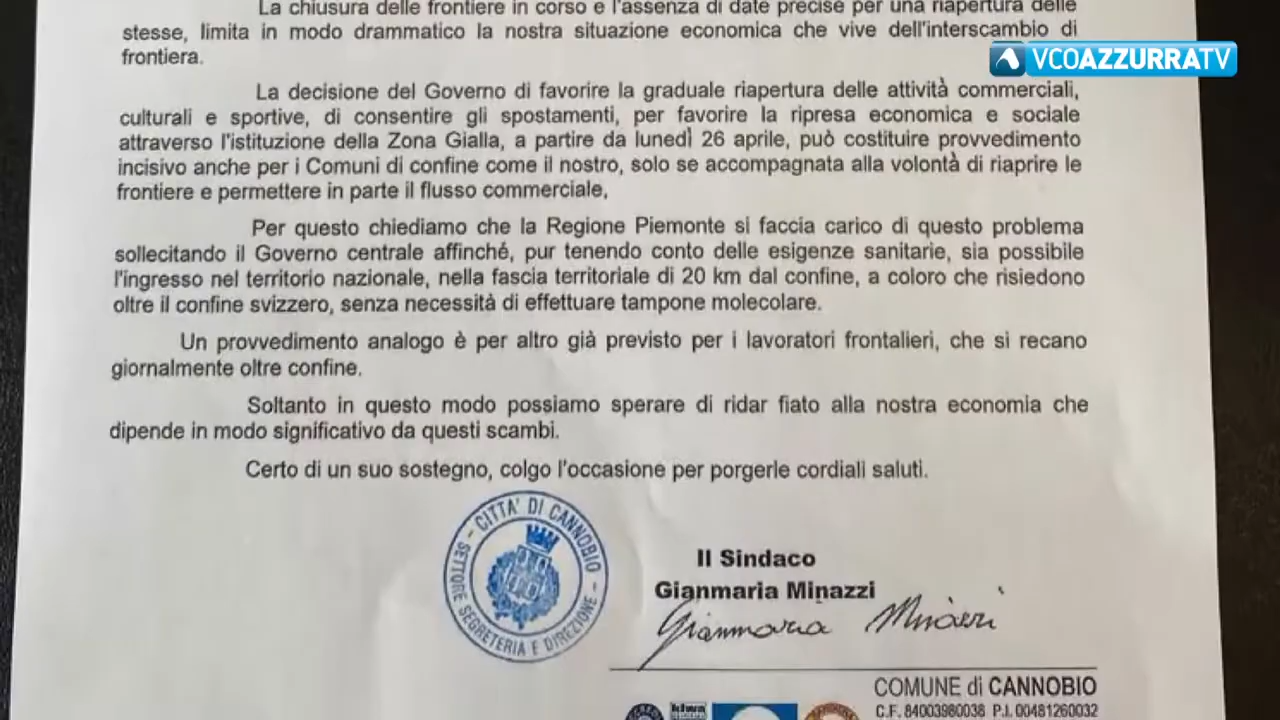 La chiusura delle frontiere in corso e l'assenza di date precise per una riapertura delle
stesse, limita in modo drammatico la nostra situazione economica che vive dell'interscambio di
frontiera.
VCOAZZURRATV
La decisione del Governo di favorire la graduale riapertura delle attività commerciali,
culturali e sportive, di consentire gli spostamenti, per favorire la ripresa economica e sociale
attraverso l'istituzione della Zona Gialla, a partire da lunedì 26 aprile, può costituire provvedimento
incisivo anche per i Comuni di confine come il nostro, solo se accompagnata alla volontà di riaprire le
frontiere e permettere in parte il flusso commerciale,
Per questo chiediamo che la Regione Piemonte si faccia carico di questo problema
sollecitando il Governo centrale affinché, pur tenendo conto delle esigenze sanitarie, sia possibile
l'ingresso nel territorio nazionale, nella fascia territoriale di 20 km dal confine, a coloro che risiedono
oltre il confine svizzero, senza necessità di effettuare tampone molecolare.
Un provvedimento analogo è per altro già previsto per i lavoratori frontalieri, che si recano
giornalmente oltre confine.
Soltanto in questo modo possiamo sperare di ridar fiato alla nostra economia che
dipende in modo significativo da questi scambi.
Certo di un suo sostegno, colgo l'occasione per porgerle cordiali saluti.
- CITTA' DI CANNOBIO -
SETTORE SEGRETERIA E DIREZIONE
Il Sindaco
Gianmaria Minazzi
Gianmaria Minazzi
COMUNE di CANNOBIO
C.F. 84003980038 P.I. 00481260032